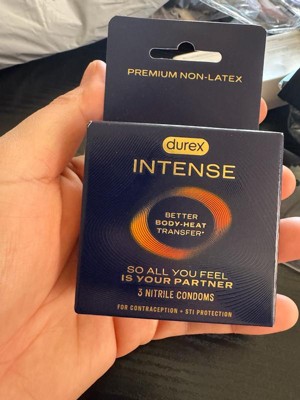 PREMIUM NON-LATEX
durex
INTENSE
BETTER
BODY-HEAT
TRANSFER*
SO ALL YOU FEEL
IS YOUR PARTNER
3 NITRILE CONDOMS
FOR CONTRACEPTION + STI PROTECTION